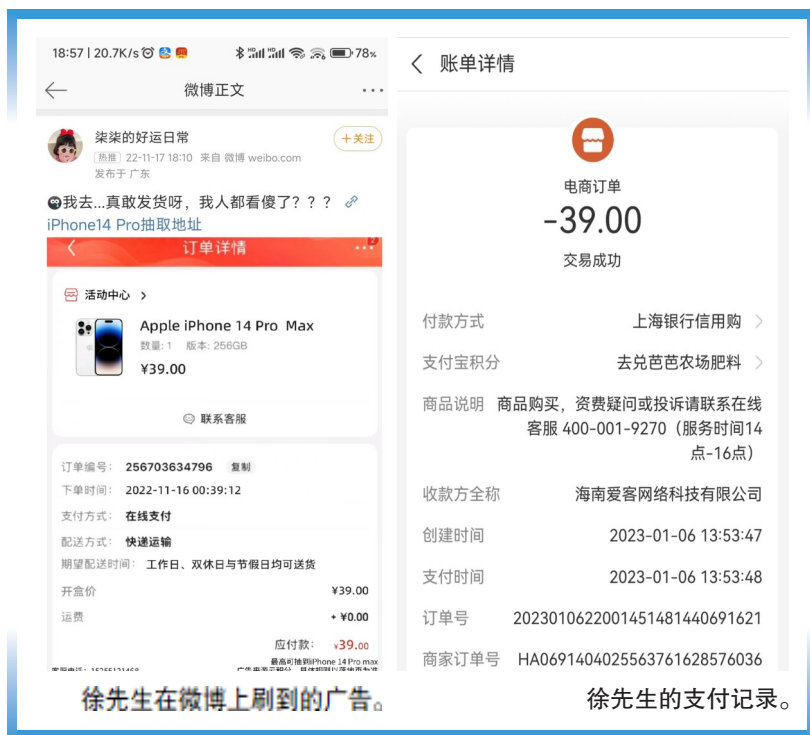 18:57 | 20.7K/s
78%
微博正文
柒柒的好运日常
+关注
热推 22-11-17 18:10 来自 微博 weibo.com
发布于 广东
我去...真敢发货呀，我人都看傻了？？？
iPhone14 Pro抽取地址
订单详情
2
活动中心 >
Apple iPhone 14 Pro Max
数量: 1 版本: 256GB
¥39.00
联系客服
订单编号: 256703634796 复制
下单时间: 2022-11-16 00:39:12
支付方式: 在线支付
配送方式: 快递运输
期望配送时间: 工作日、双休日与节假日均可送货
开盒价 ¥39.00
运费 + ¥0.00
应付款: ¥39.00
最高可抽到iPhone 14 Pro max
徐先生在微博上刷到的广告。
账单详情
电商订单
-39.00
交易成功
付款方式 上海银行信用购
支付宝积分 去兑芭芭农场肥料
商品说明 商品购买，资费疑问或投诉请联系在线
客服 400-001-9270（服务时间14
点-16点）
收款方全称 海南爱客网络科技有限公司
创建时间 2023-01-06 13:53:47
支付时间 2023-01-06 13:53:48
订单号 2023010622001451481440691621
商家订单号 HA06914040255637616285​76036
徐先生的支付记录。